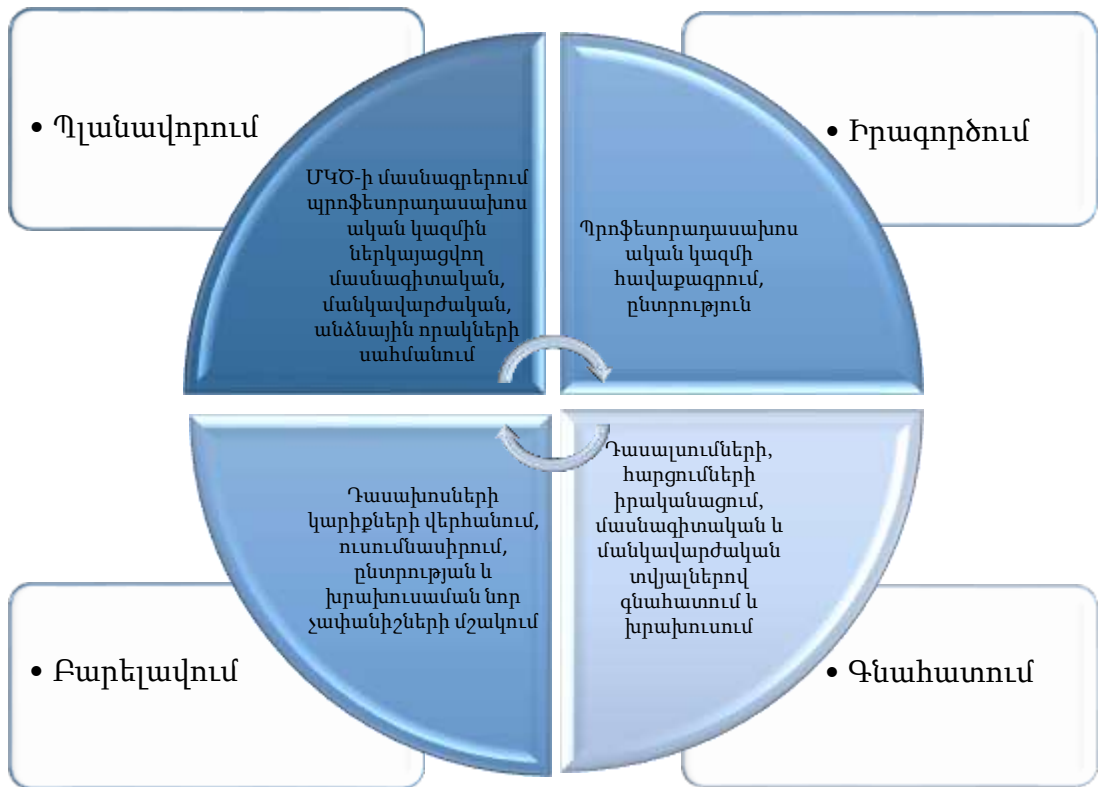 • Պլանավորում
ՄԿԾ-ի մասնագրերում
պրոֆեսորադասախոս
ական կազմին
ներկայացվող
մասնագիտական,
մանկավարժական,
անձնային որակների
սահմանում
• Իրագործում
Պրոֆեսորադասախոս
ական կազմի
հավաքագրում,
ընտրություն
Դասախոսների
կարիքների վերհանում,
ուսումնասիրում,
ընտրության և
խրախուսաման նոր
չափանիշների մշակում
• Բարելավում
Դասալսումների,
հարցումների
իրականացում,
մասնագիտական և
մանկավարժական
տվյալներով
գնահատում և
խրախուսում
• Գնահատում